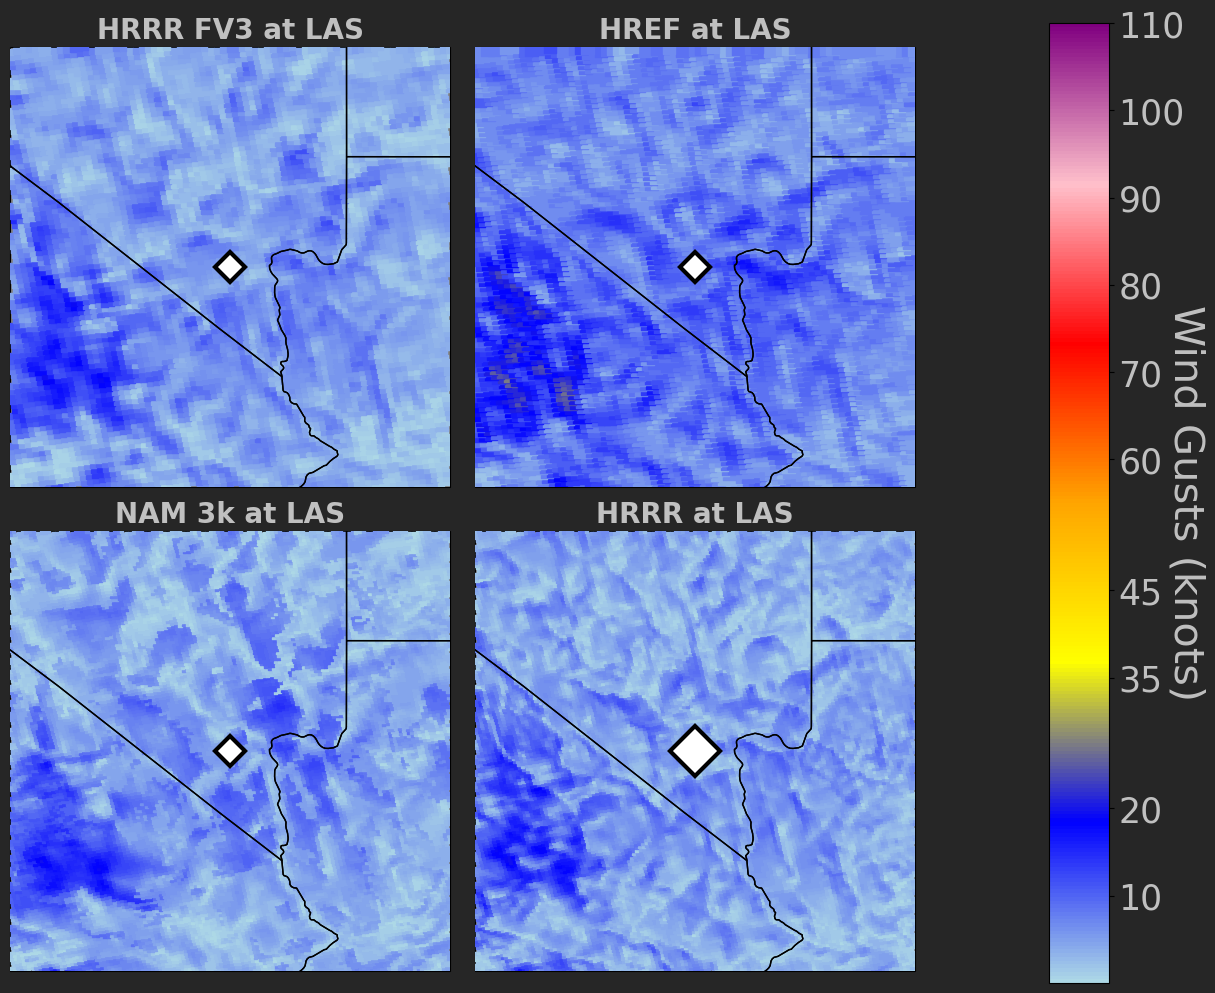 HRRR FV3 at LAS
HREF at LAS
NAM 3k at LAS
HRRR at LAS
110
100
90
80
70
60
45
35
20
10
Wind Gusts (knots)